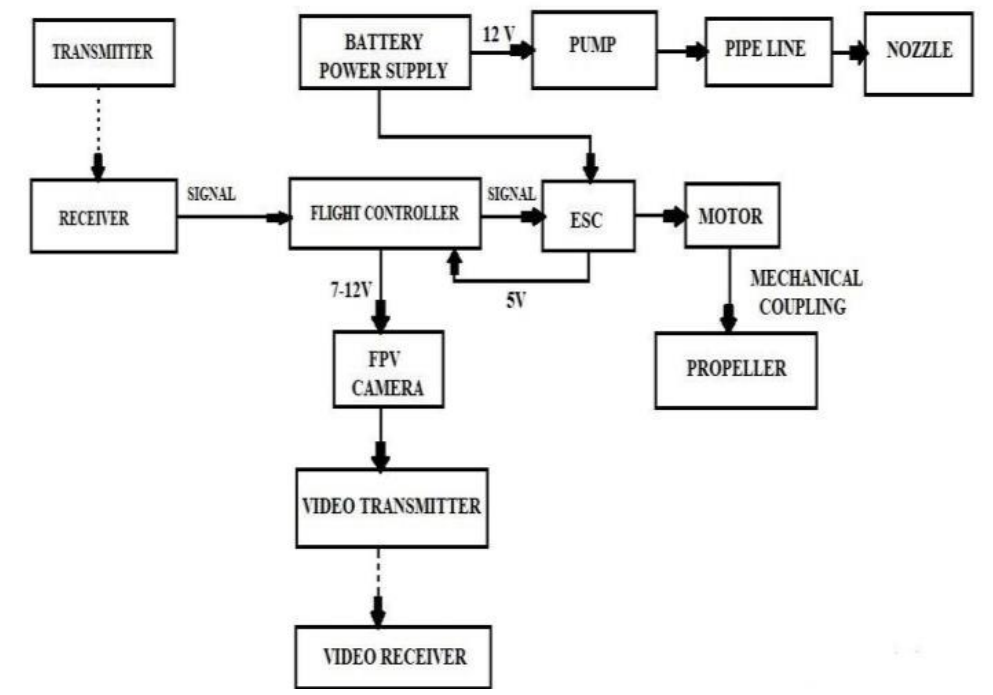 TRANSMITTER
BATTERY
POWER SUPPLY
12 V
PUMP
PIPE LINE
NOZZLE
RECEIVER
SIGNAL
FLIGHT CONTROLLER
SIGNAL
ESC
MOTOR
5V
7-12V
MECHANICAL
COUPLING
FPV
CAMERA
PROPELLER
VIDEO TRANSMITTER
VIDEO RECEIVER